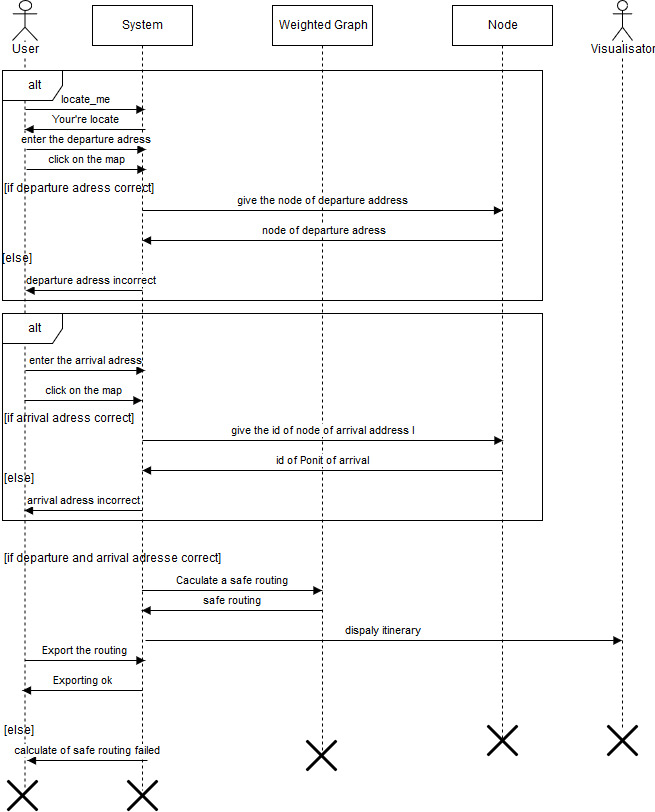 User
System
Weighted Graph
Node
Visualisator
alt
locate_me
Your're locate
enter the departure adress
click on the map
[if departure adress correct]
give the node of departure address
node of departure adress
[else]
departure adress incorrect
alt
enter the arrival adress
click on the map
[if arrival adress correct]
give the id of node of arrival address I
id of Ponit of arrival
[else]
arrival adress incorrect
[if departure and arrival adresse correct]
Caculate a safe routing
safe routing
dispaly itinerary
Export the routing
Exporting ok
[else]
calculate of safe routing failed